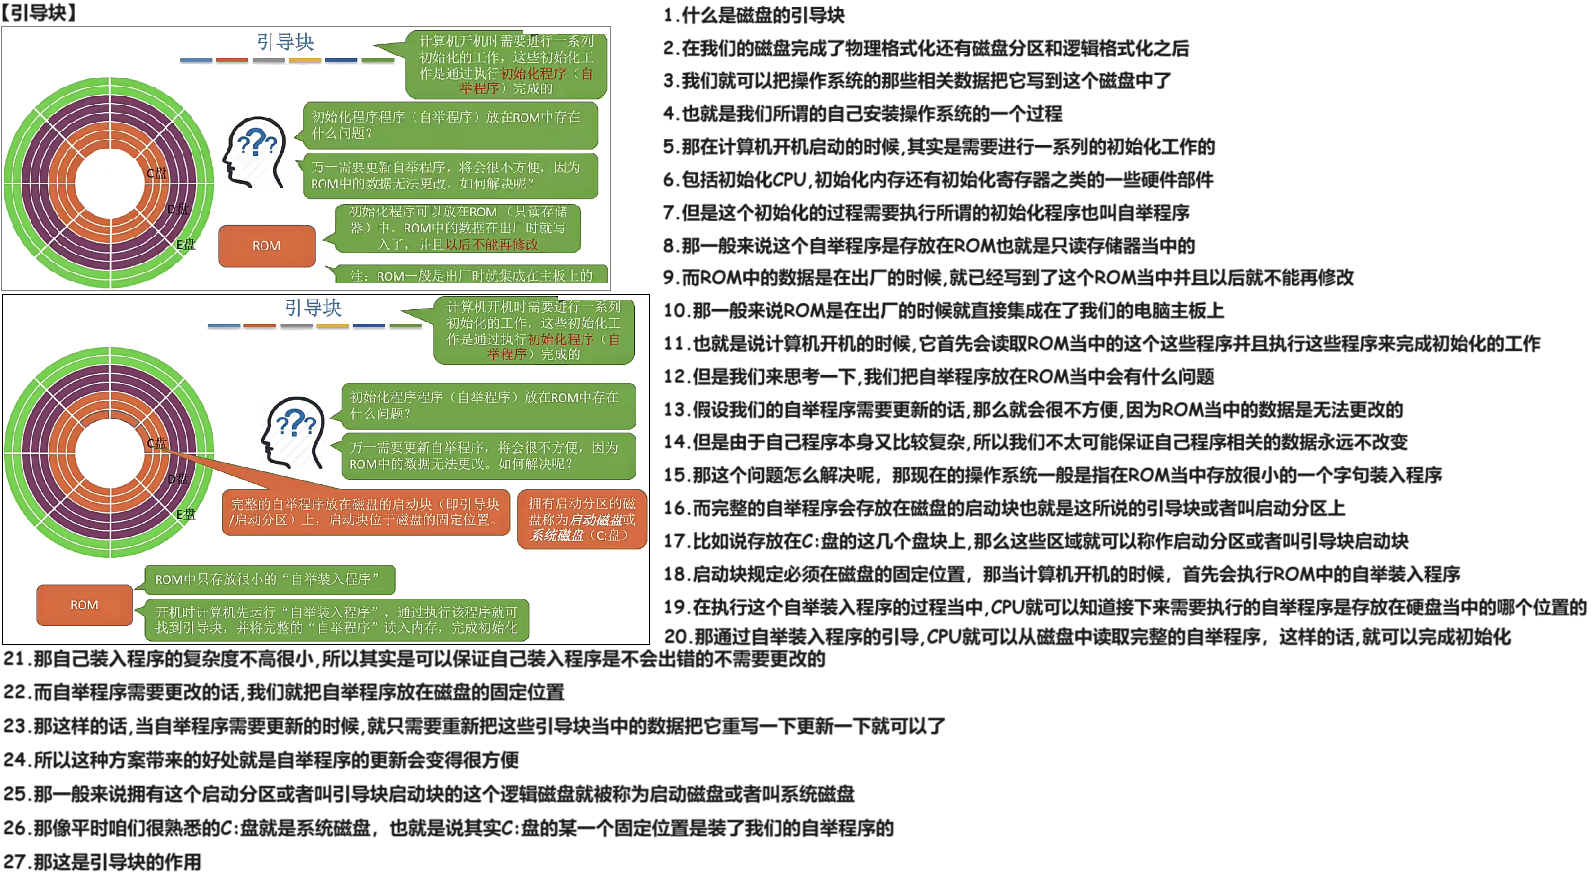 【引导块】
引导块
计算机开机时需要进行一系列
初始化的工作，这些初始化工
作是通过执行初始化程序（自
举程序）完成的
初始化程序程序（自举程序）放在ROM中存在
什么问题？
万一需要更新自举程序，将会很不方便，因为
ROM中的数据无法更改。如何解决呢？
C盘
D盘
E盘
ROM
初始化程序可以放在ROM（只读存储
器）中。ROM中的数据在出厂时就写
入了，并且以后不能再修改
注：ROM一般是出厂时就集成在主板上的
引导块
计算机开机时需要进行一系列
初始化的工作，这些初始化工
作是通过执行初始化程序（自
举程序）完成的
初始化程序程序（自举程序）放在ROM中存在
什么问题？
万一需要更新自举程序，将会很不方便，因为
ROM中的数据无法更改。如何解决呢？
C盘
D盘
E盘
完整的自举程序放在磁盘的启动块（即引导块
/启动分区）上，启动块位于磁盘的固定位置。
拥有启动分区的磁
盘称为启动磁盘或
系统磁盘（C:盘）
ROM
ROM中只存放很小的“自举装入程序”
开机时计算机先运行“自举装入程序”，通过执行该程序就可
找到引导块，并将完整的“自举程序”读入内存，完成初始化
1.什么是磁盘的引导块
2.在我们的磁盘完成了物理格式化还有磁盘分区和逻辑格式化之后
3.我们就可以把操作系统的那些相关数据把它写到这个磁盘中了
4.也就是我们所谓的自己安装操作系统的一个过程
5.那在计算机开机启动的时候,其实是需要进行一系列的初始化工作的
6.包括初始化CPU,初始化内存还有初始化寄存器之类的一些硬件部件
7.但是这个初始化的过程需要执行所谓的初始化程序也叫自举程序
8.那一般来说这个自举程序是存放在ROM也就是只读存储器当中的
9.而ROM中的数据是在出厂的时候,就已经写到了这个ROM当中并且以后就不能再修改
10.那一般来说ROM是在出厂的时候就直接集成在了我们的电脑主板上
11.也就是说计算机开机的时候,它首先会读取ROM当中的这个这些程序并且执行这些程序来完成初始化的工作
12.但是我们来思考一下,我们把自举程序放在ROM当中会有什么问题
13.假设我们的自举程序需要更新的话,那么就会很不方便,因为ROM当中的数据是无法更改的
14.但是由于自己程序本身又比较复杂,所以我们不太可能保证自己程序相关的数据永远不改变
15.那这个问题怎么解决呢，那现在的操作系统一般是指在ROM当中存放很小的一个字句装入程序
16.而完整的自举程序会存放在磁盘的启动块也就是这所说的引导块或者叫启动分区上
17.比如说存放在C:盘的这几个盘块上,那么这些区域就可以称作启动分区或者叫引导块启动块
18.启动块规定必须在磁盘的固定位置，那当计算机开机的时候，首先会执行ROM中的自举装入程序
19.在执行这个自举装入程序的过程当中,CPU就可以知道接下来需要执行的自举程序是存放在硬盘当中的哪个位置的
20.那通过自举装入程序的引导,CPU就可以从磁盘中读取完整的自举程序，这样的话,就可以完成初始化
21.那自己装入程序的复杂度不高很小,所以其实是可以保证自己装入程序是不会出错的不需要更改的
22.而自举程序需要更改的话,我们就把自举程序放在磁盘的固定位置
23.那这样的话,当自举程序需要更新的时候,就只需要重新把这些引导块当中的数据把它重写一下更新一下就可以了
24.所以这种方案带来的好处就是自举程序的更新会变得很方便
25.那一般来说拥有这个启动分区或者叫引导块启动块的这个逻辑磁盘就被称为启动磁盘或者叫系统磁盘
26.那像平时咱们很熟悉的C:盘就是系统磁盘，也就是说其实C:盘的某一个固定位置是装了我们的自举程序的
27.那这是引导块的作用